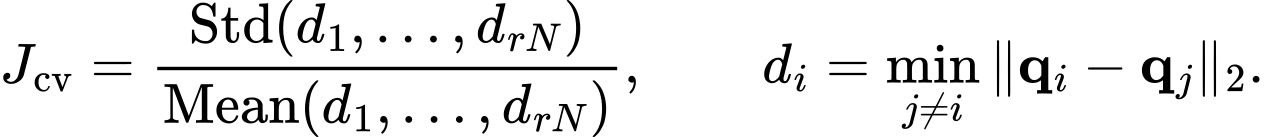 J_cv = Std(d_1, . . . , d_rN) / Mean(d_1, . . . , d_rN) , d_i = min_{j≠i} ‖q_i − q_j‖_2.